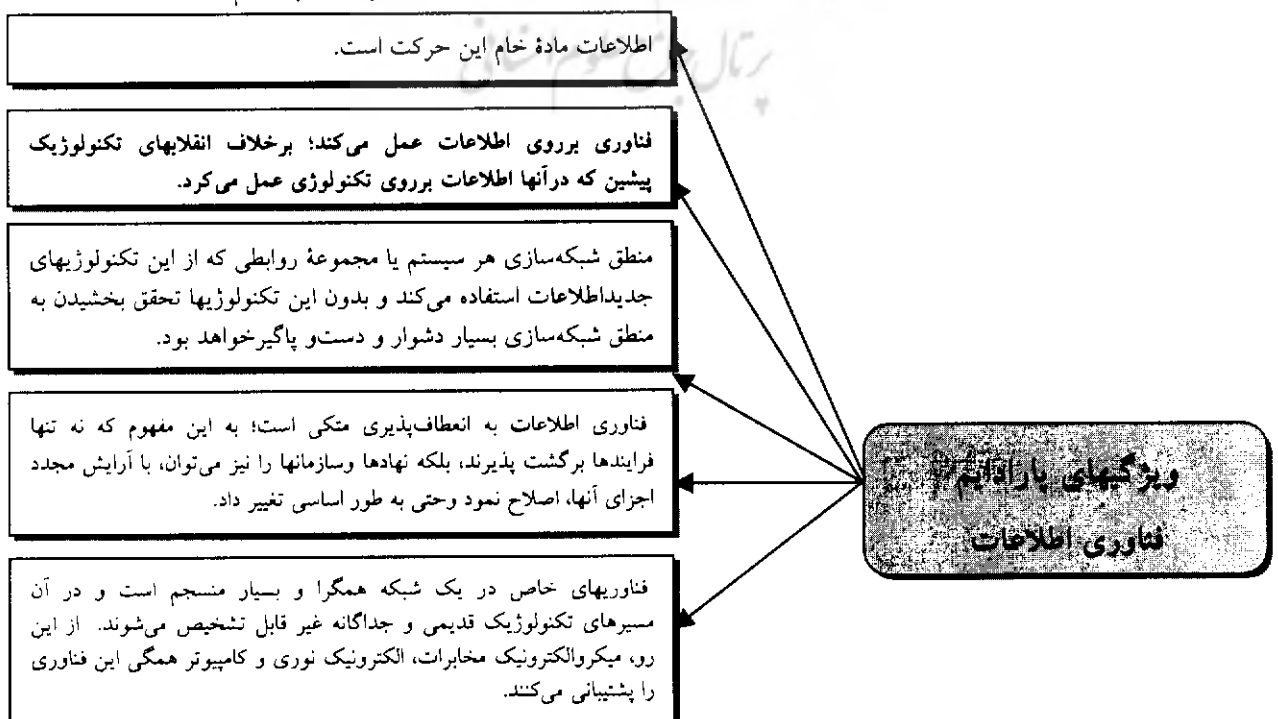 اطلاعات مادهٔ خام این حرکت است.
فناوری برروی اطلاعات عمل می‌کند؛ برخلاف انقلابهای تکنولوژیک
پیشین که درآنها اطلاعات برروی تکنولوژی عمل می‌کرد.
منطق شبکه‌سازی هر سیستم یا مجموعهٔ روابطی که از این تکنولوژیهای
جدیداطلاعات استفاده می‌کند و بدون این تکنولوژیها تحقق بخشیدن به
منطق شبکه‌سازی بسیار دشوار و دست‌و پاگیرخواهد بود.
فناوری اطلاعات به انعطاف‌پذیری متکی است؛ به این مفهوم که نه تنها
فرایندها برگشت پذیرند، بلکه نهادها وسازمانها را نیز می‌توان، با آرایش مجدد
اجزای آنها، اصلاح نمود وحتی به طور اساسی تغییر داد.
فناوریهای خاص در یک شبکه همگرا و بسیار منسجم است و در آن
مسیرهای تکنولوژیک قدیمی و جداگانه غیر قابل تشخیص می‌شوند. از این
رو، میکروالکترونیک مخابرات، الکترونیک نوری و کامپیوتر همگی این فناوری
را پشتیبانی می‌کنند.
ویژگیهای پارادایم
فناوری اطلاعات